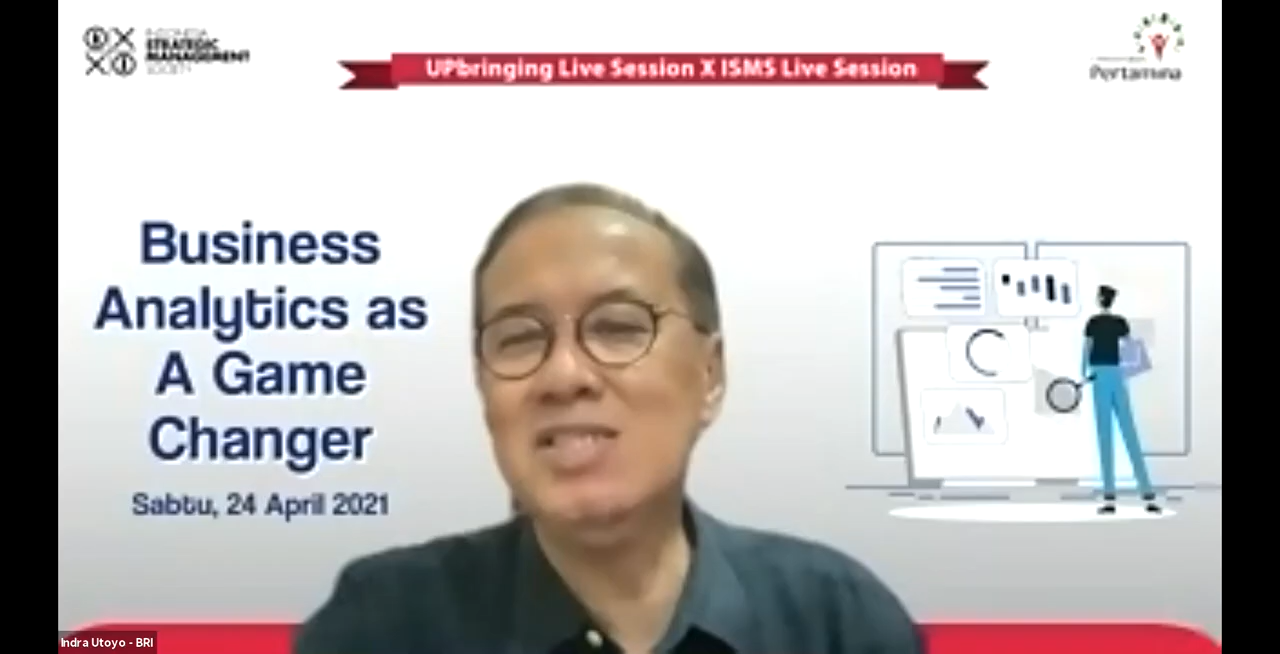 INDONESIA
STRATEGIC
MANAGEMENT
SOCIETY
UPbringing Live Session X ISMS Live Session
Pertamina
Business
Analytics as
A Game
Changer
Sabtu, 24 April 2021
Indra Utoyo - BRI